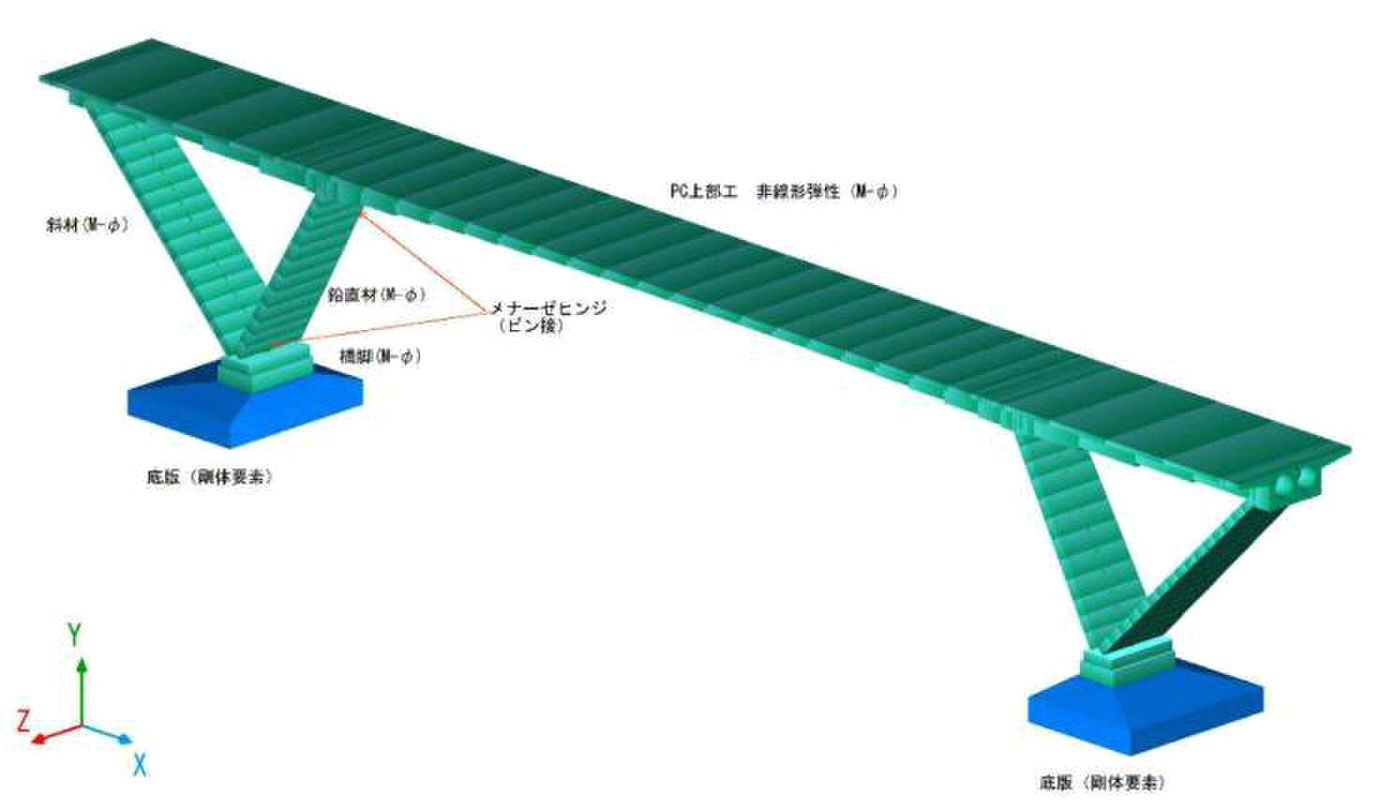 PC上部工　非線形弾性（M-φ）
斜材(M-φ)
鉛直材(M-φ)
メナーゼヒンジ
（ピン接）
橋脚(M-φ)
底版（剛体要素）
Y
Z
X
底版（剛体要素）